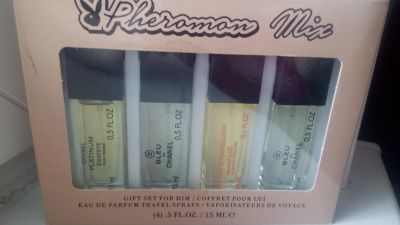 Pheromon Mix
CHANEL
PLATINUM
EGOISTE
0,5 FL.OZ
BLEU
DE
CHANEL
0,5 FL.OZ
0,5 FL.OZ
BLEU
DE
CHANEL
0,5 FL.OZ
GIFT SET FOR HIM / COFFRET POUR LUI
EAU DE PARFUM TRAVEL SPRAYS / VAPORISATEURS DE VOYAGE
(4) .5 FL.OZ. / 15 ML ℮